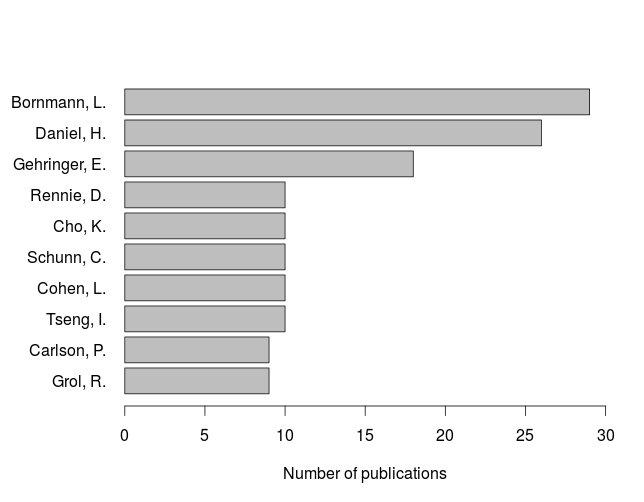 Bornmann, L.
Daniel, H.
Gehringer, E.
Rennie, D.
Cho, K.
Schunn, C.
Cohen, L.
Tseng, I.
Carlson, P.
Grol, R.
0 5 10 15 20 25 30
Number of publications